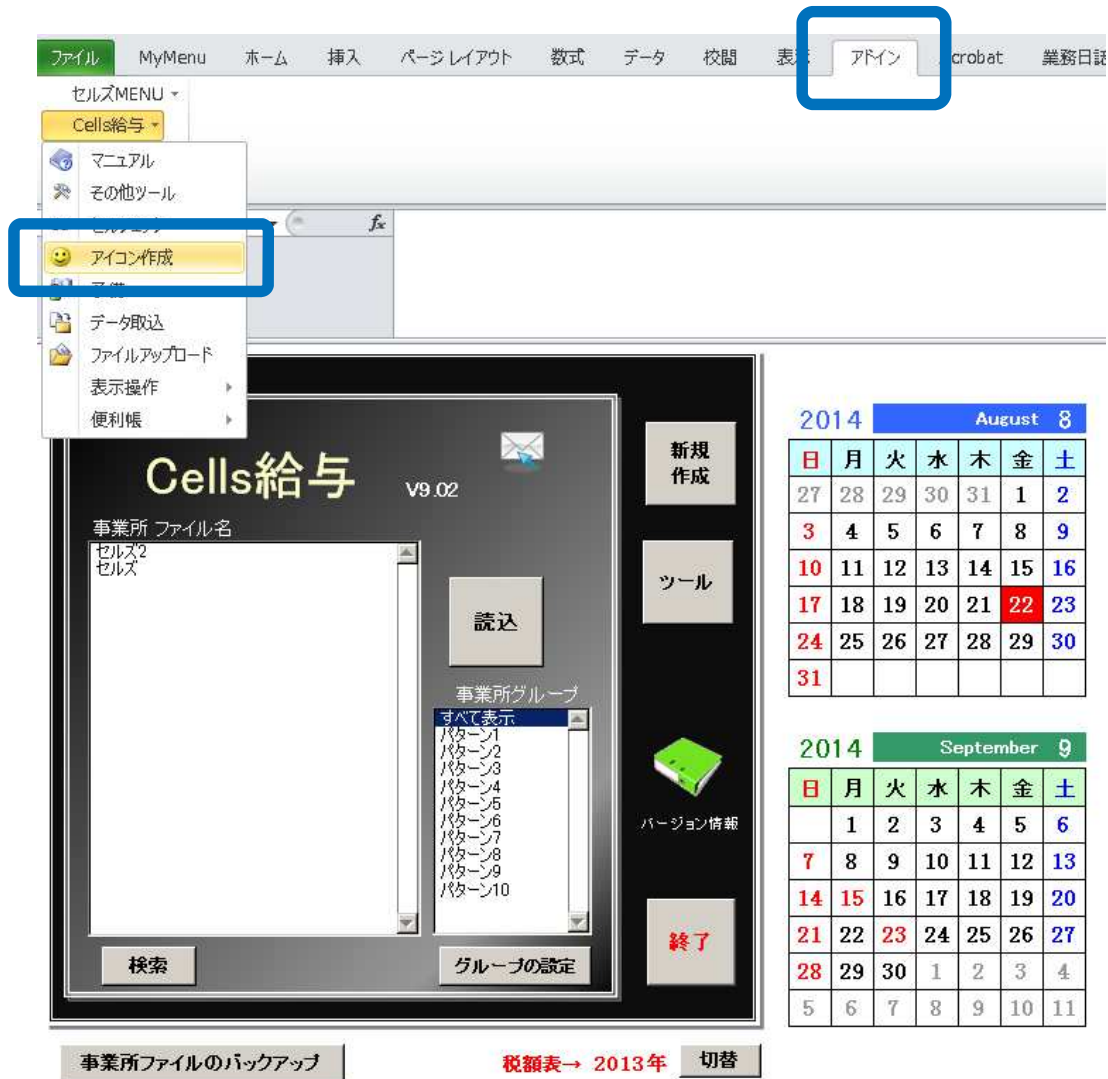 ファイル MyMenu ホーム 挿入 ページ レイアウト 数式 データ 校閲 アドイン 業務日誌
セルズMENU
Cells給与
マニュアル
その他ツール
fx
アイコン作成
データ取込
ファイルアップロード
表示操作
便利帳
Cells給与 V9.02
事業所 ファイル名
セルズ2
セルズ
読込
事業所グループ
すべて表示
パターン1
パターン2
パターン3
パターン4
パターン5
パターン6
パターン7
パターン8
パターン9
パターン10
検索
グループの設定
新規
作成
ツール
バージョン情報
終了
2014 August 8
日 月 火 水 木 金 土
27 28 29 30 31 1 2
3 4 5 6 7 8 9
10 11 12 13 14 15 16
17 18 19 20 21 22 23
24 25 26 27 28 29 30
31
2014 September 9
日 月 火 水 木 金 土
1 2 3 4 5 6
7 8 9 10 11 12 13
14 15 16 17 18 19 20
21 22 23 24 25 26 27
28 29 30 1 2 3 4
5 6 7 8 9 10 11
事業所ファイルのバックアップ
税額表→ 2013年 切替